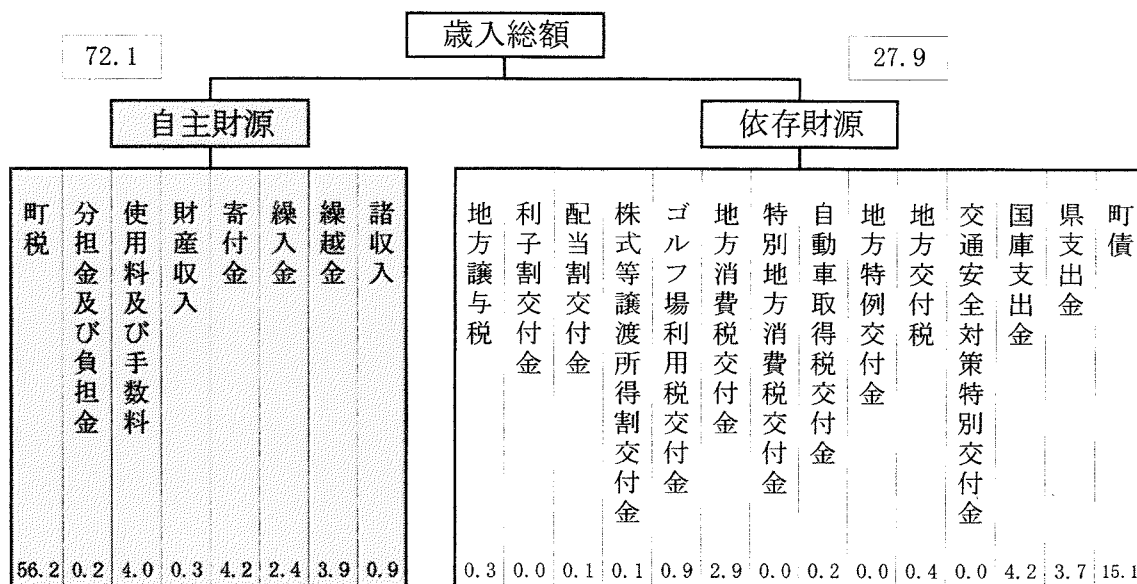 歳入総額
72.1
27.9
自主財源
依存財源
町税
分担金及び負担金
使用料及び手数料
財産収入
寄付金
繰入金
繰越金
諸収入
56.2 0.2 4.0 0.3 4.2 2.4 3.9 0.9
地方譲与税
利子割交付金
配当割交付金
株式等譲渡所得割交付金
ゴルフ場利用税交付金
地方消費税交付金
特別地方消費税交付金
自動車取得税交付金
地方特例交付金
地方交付税
交通安全対策特別交付金
国庫支出金
県支出金
町債
0.3 0.0 0.1 0.1 0.9 2.9 0.0 0.2 0.0 0.4 0.0 4.2 3.7 15.1